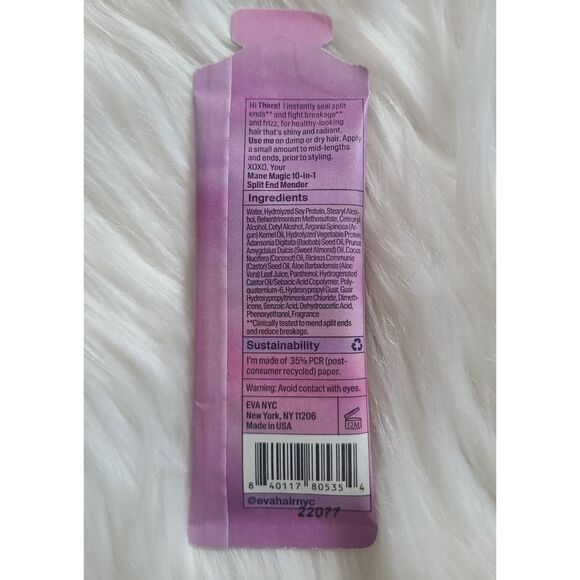 Hi There! I instantly seal split
ends** and fight breakage**
and frizz, for healthy-looking
hair that's shiny and radiant.
Use me on damp or dry hair. Apply
a small amount to mid-lengths
and ends, prior to styling.
XOXO, Your
Mane Magic 10-in-1
Split End Mender
Ingredients
Water, Hydrolyzed Soy Protein, Stearyl Alco-
hol, Behentrimonium Methosulfate, Cetearyl
Alcohol, Cetyl Alcohol, Argania Spinosa (Ar-
gan) Kernel Oil, Hydrolyzed Vegetable Protein,
Adansonia Digitata (Baobab) Seed Oil, Prunus
Amygdalus Dulcis (Sweet Almond) Oil, Cocos
Nucifera (Coconut) Oil, Ricinus Communis
(Castor) Seed Oil, Aloe Barbadensis (Aloe
Vera) Leaf Juice, Panthenol, Hydrogenated
Castor Oil/Sebacic Acid Copolymer, Poly-
quaternium-6, Hydroxypropyl Guar, Guar
Hydroxypropyltrimonium Chloride, Dimeth-
icone, Benzoic Acid, Dehydroacetic Acid,
Phenoxyethanol, Fragrance
**Clinically tested to mend split ends
and reduce breakage.
Sustainability
I'm made of 35% PCR (post-
consumer recycled) paper.
Warning: Avoid contact with eyes.
EVA NYC
New York, NY 11206
Made in USA
12M
8 40117 80535 4
@evahairnyc
22077